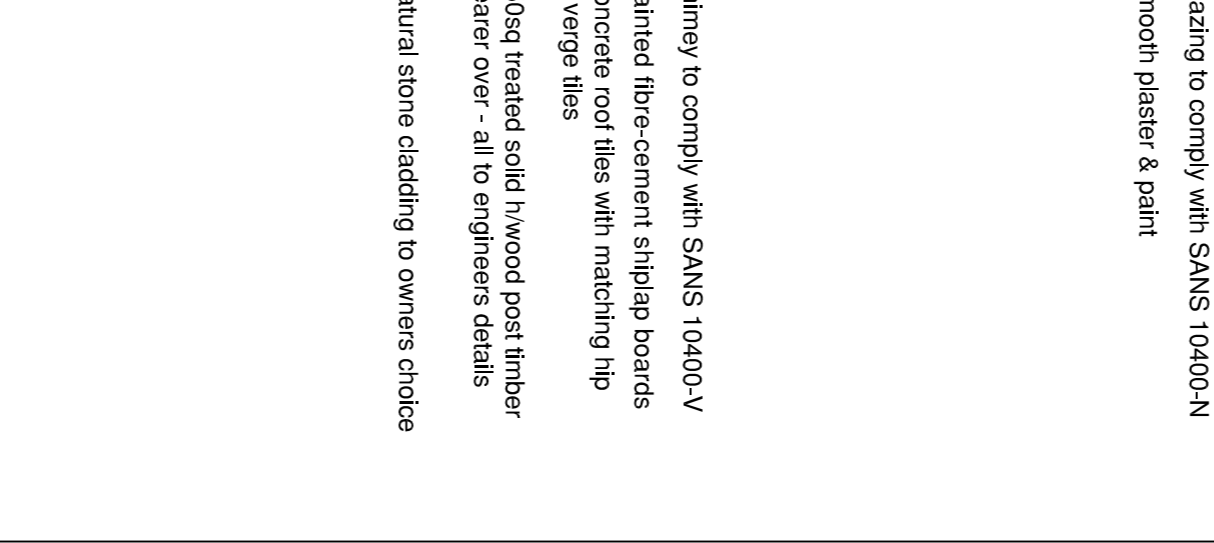 azing to comply with SANS 10400-N
mooth plaster & paint
imey to comply with SANS 10400-V
ainted fibre-cement shiplap boards
oncrete roof tiles with matching hip
verge tiles
0sq treated solid h/wood post timber
earer over - all to engineers details
atural stone cladding to owners choice